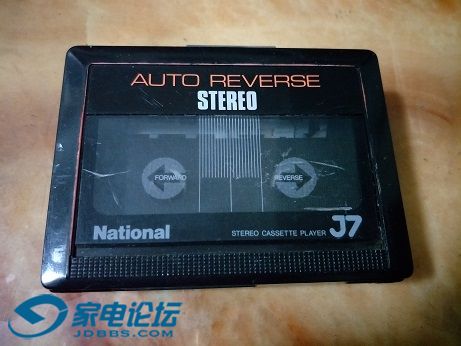 AUTO REVERSE
STEREO
FORWARD
REVERSE
National
STEREO CASSETTE PLAYER J7
家电论坛
JDBBS.COM